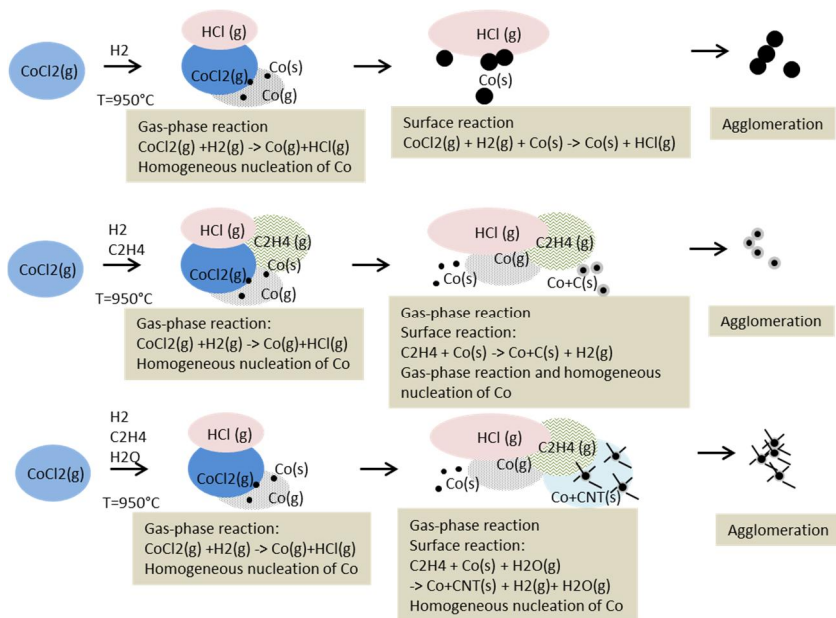 CoCl2(g)
H2
T=950°C
HCl (g)
CoCl2(g)
Co(s)
Co(g)
Gas-phase reaction
CoCl2(g) +H2(g) -> Co(g)+HCl(g)
Homogeneous nucleation of Co
HCl (g)
Co(s)
Surface reaction
CoCl2(g) + H2(g) + Co(s) -> Co(s) + HCl(g)
Agglomeration
CoCl2(g)
H2
C2H4
T=950°C
HCl (g)
C2H4 (g)
CoCl2(g)
Co(s)
Co(g)
Gas-phase reaction:
CoCl2(g) +H2(g) -> Co(g)+HCl(g)
Homogeneous nucleation of Co
HCl (g)
C2H4 (g)
Co(g)
Co(s)
Co+C(s)
Gas-phase reaction
Surface reaction:
C2H4 + Co(s) -> Co+C(s) + H2(g)
Gas-phase reaction and homogeneous
nucleation of Co
Agglomeration
CoCl2(g)
H2
C2H4
H2O
T=950°C
HCl (g)
CoCl2(g)
Co(s)
Co(g)
Gas-phase reaction:
CoCl2(g) +H2(g) -> Co(g)+HCl(g)
Homogeneous nucleation of Co
HCl (g)
C2H4 (g)
Co(g)
Co(s)
Co+CNT(s)
Gas-phase reaction
Surface reaction:
C2H4 + Co(s) + H2O(g)
-> Co+CNT(s) + H2(g)+ H2O(g)
Homogeneous nucleation of Co
Agglomeration